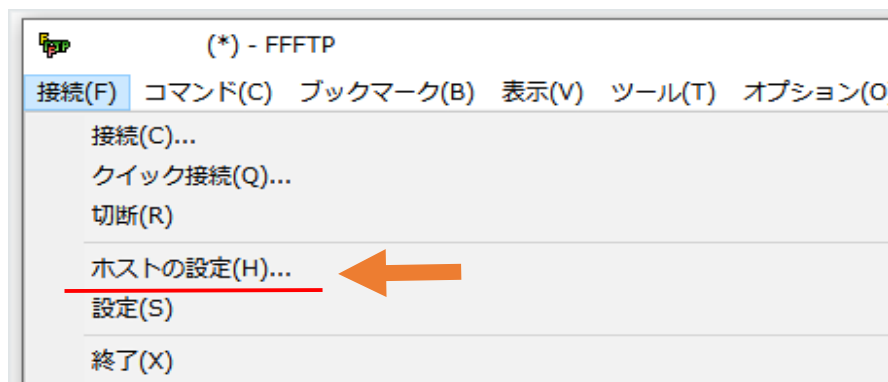 (*) - FFFTP
接続(F) コマンド(C) ブックマーク(B) 表示(V) ツール(T) オプション(O
接続(C)...
クイック接続(Q)...
切断(R)
ホストの設定(H)...
設定(S)
終了(X)